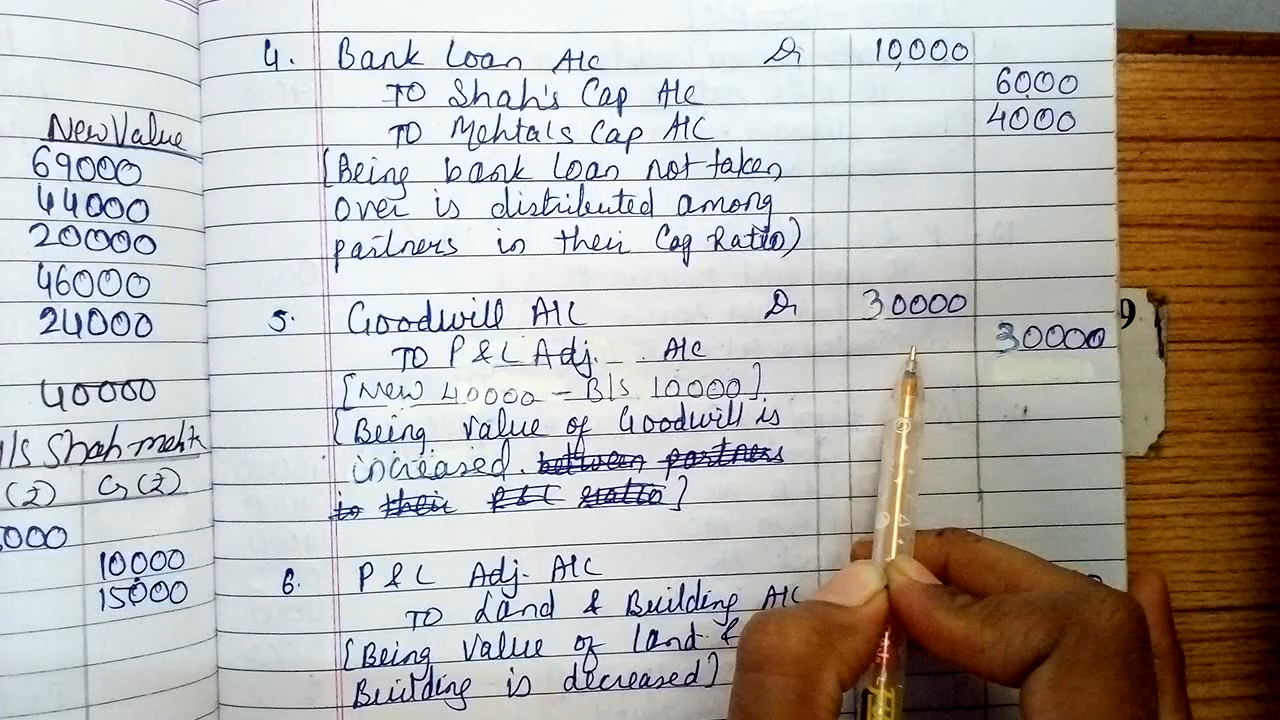 New Value
69000
44000
20000
46000
24000
40000
Shah-meht
(₹) Cr (₹)
000
10000
15000
4. Bank Loan A/c Dr 10,000
TO Shah's Cap A/c 6000
TO Mehta's Cap A/C 4000
(Being bank loan not taken
over is distributed among
partners in their Cap Ratio)
5. Goodwill A/C Dr 30000
TO P & L Adj. A/c 30000
[New 40000 - B/s 10000]
[Being value of Goodwill is
increased. between partners
in their P&L ratio]
6. P & L Adj. A/C
TO Land & Building A/C
[Being value of land &
Building is decreased]
9